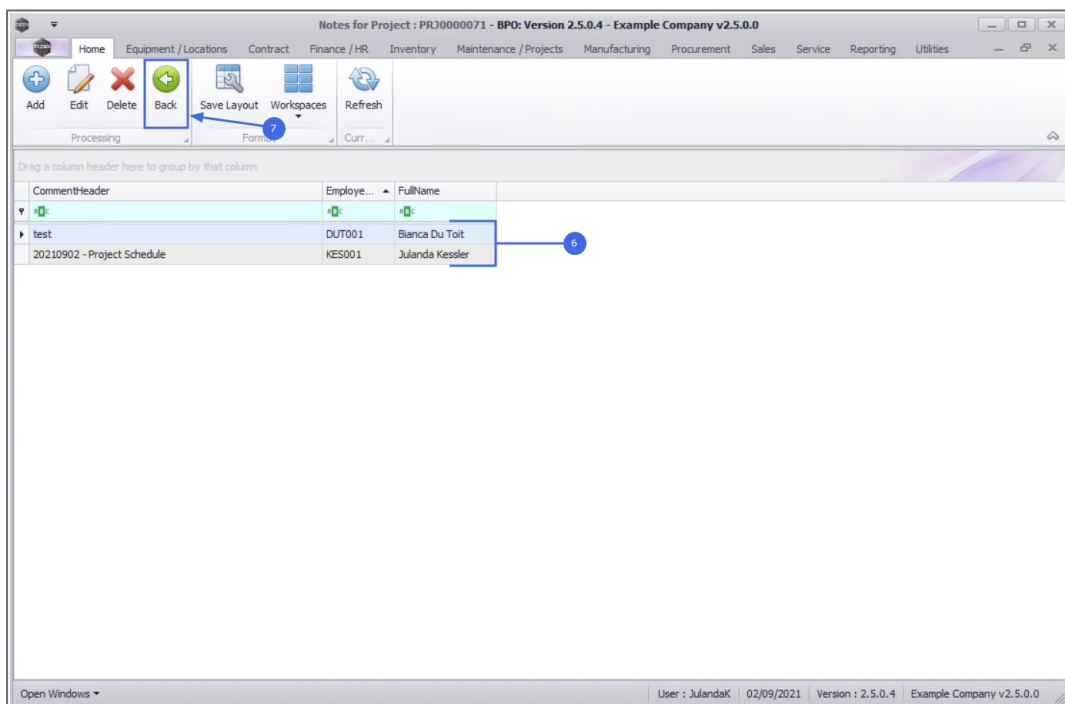 Notes for Project : PRJ0000071 - BPO: Version 2.5.0.4 - Example Company v2.5.0.0
Home Equipment / Locations Contract Finance / HR Inventory Maintenance / Projects Manufacturing Procurement Sales Service Reporting Utilities
Add Edit Delete Back Save Layout Workspaces Refresh
7
Processing Format Curr...
Drag a column header here to group by that column
CommentHeader Employe... FullName
test DUT001 Bianca Du Toit
6
20210902 - Project Schedule KES001 Julanda Kessler
Open Windows User : JulandaK 02/09/2021 Version : 2.5.0.4 Example Company v2.5.0.0